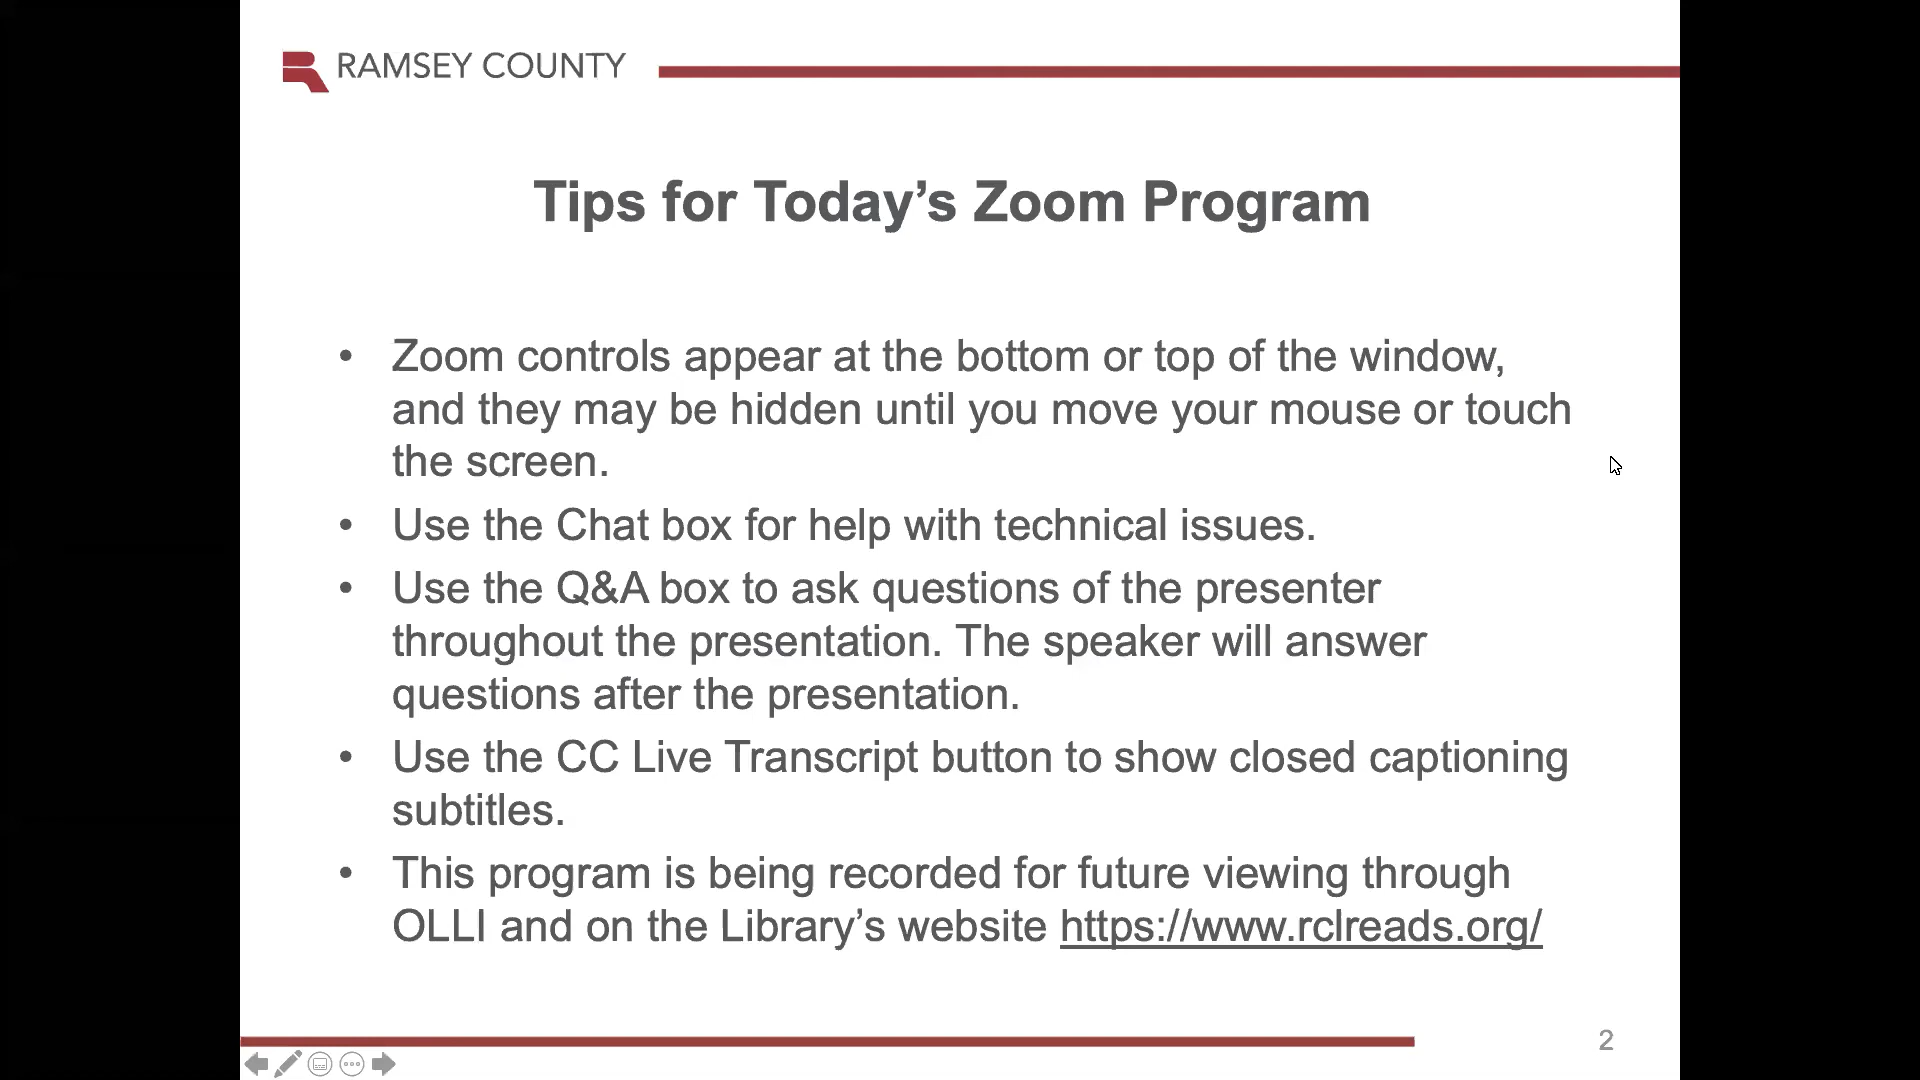 RAMSEY COUNTY
Tips for Today’s Zoom Program
• Zoom controls appear at the bottom or top of the window,
and they may be hidden until you move your mouse or touch
the screen.
• Use the Chat box for help with technical issues.
• Use the Q&A box to ask questions of the presenter
throughout the presentation. The speaker will answer
questions after the presentation.
• Use the CC Live Transcript button to show closed captioning
subtitles.
• This program is being recorded for future viewing through
OLLI and on the Library’s website https://www.rclreads.org/
2